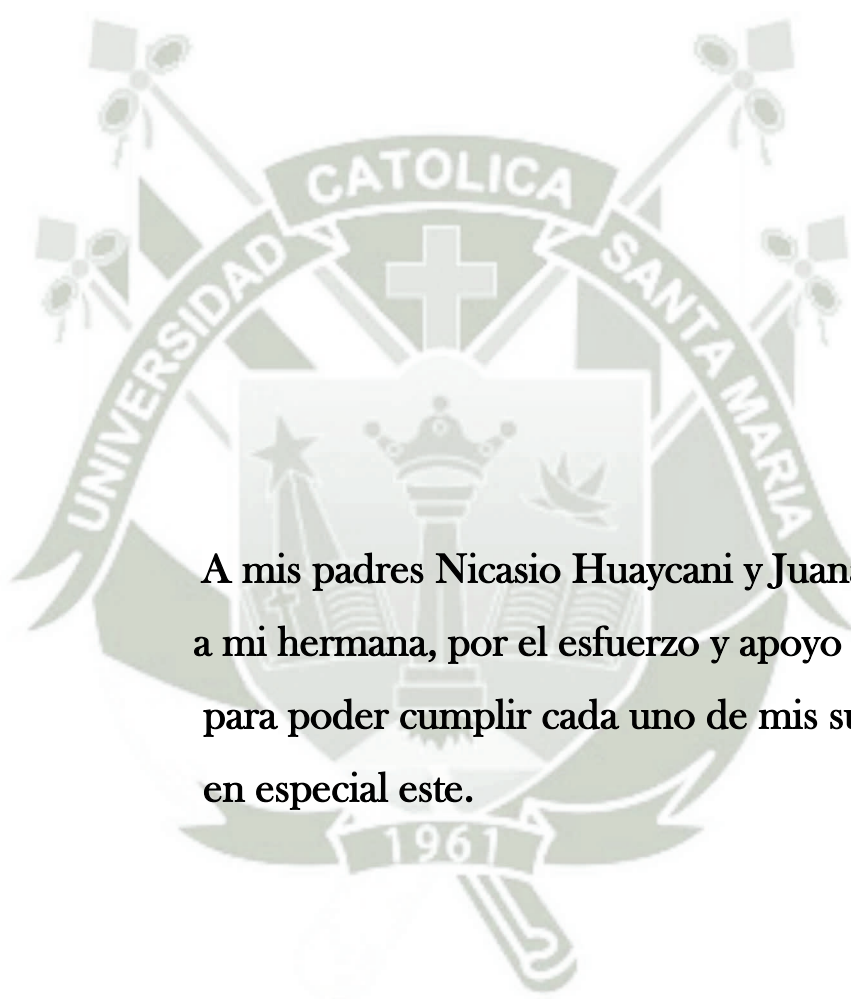 CATOLICA
UNIVERSIDAD
SANTA MARIA
A mis padres Nicasio Huaycani y
a mi hermana, por el esfuerzo y apoyo
para poder cumplir cada uno de mis
en especial este.
1961